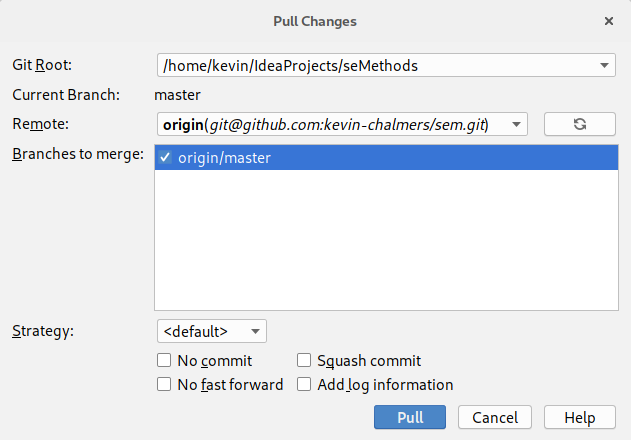 Pull Changes
Git Root: /home/kevin/IdeaProjects/seMethods
Current Branch: master
Remote: origin(git@github.com:kevin-chalmers/sem.git)
Branches to merge: origin/master
Strategy: <default>
No commit Squash commit
No fast forward Add log information
Pull Cancel Help